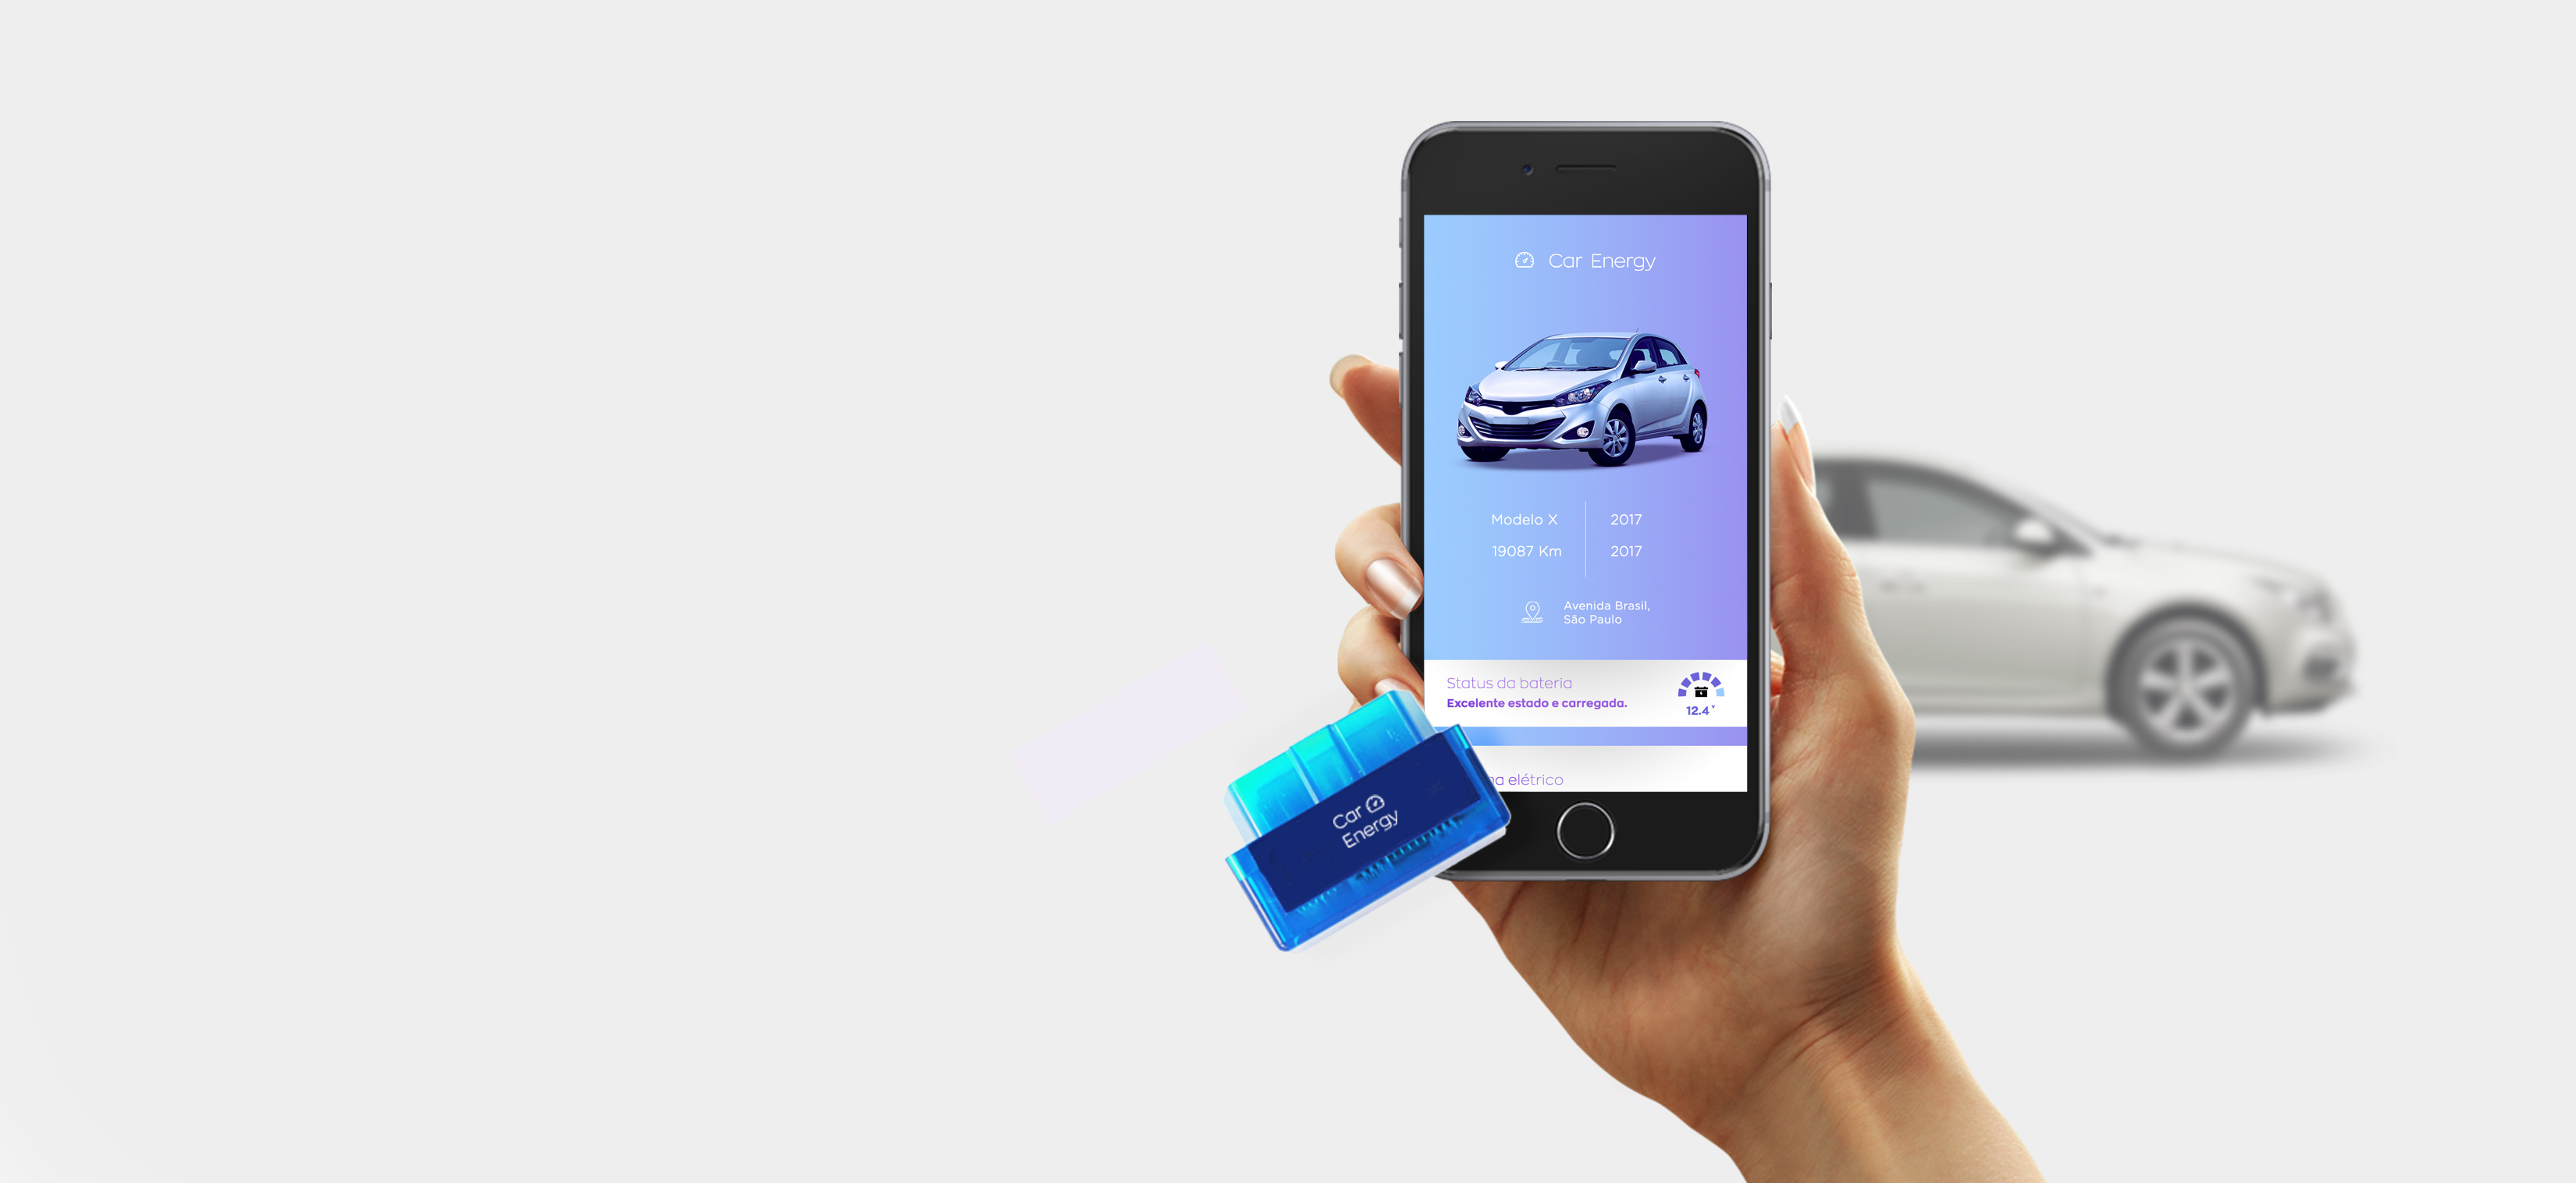 Car Energy
Modelo X
2017
19087 Km
2017
Avenida Brasil,
São Paulo
Status da bateria
Excelente estado e carregada.
12.4 v
elétrico
Car
Energy